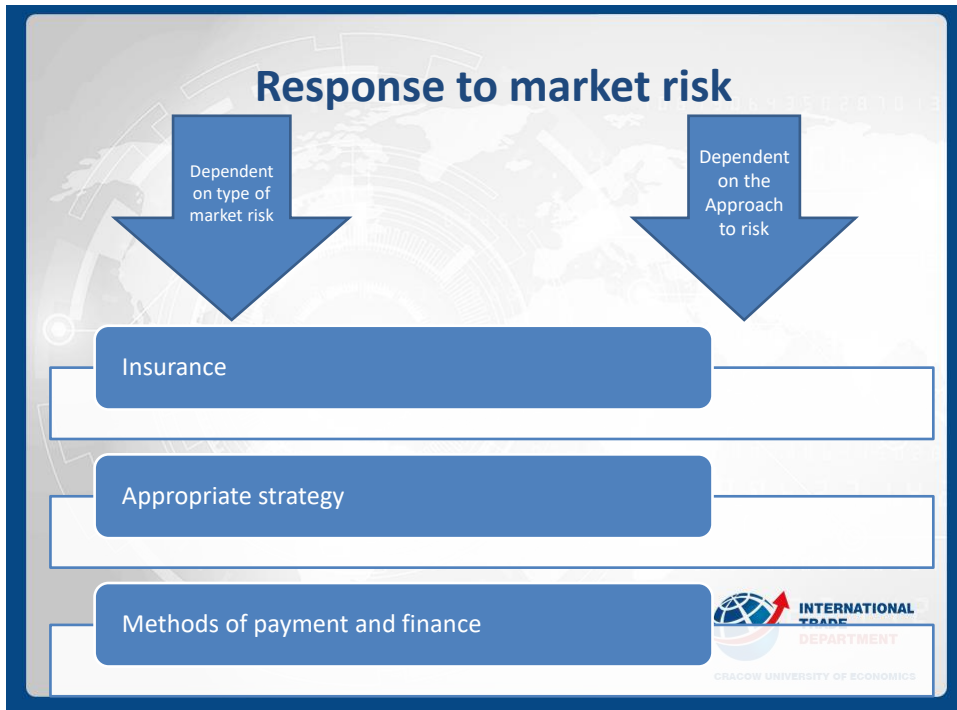 Response to market risk
Dependent
on type of
market risk
Dependent
on the
Approach
to risk
Insurance
Appropriate strategy
Methods of payment and finance
INTERNATIONAL
TRADE
DEPARTMENT
CRACOW UNIVERSITY OF ECONOMICS